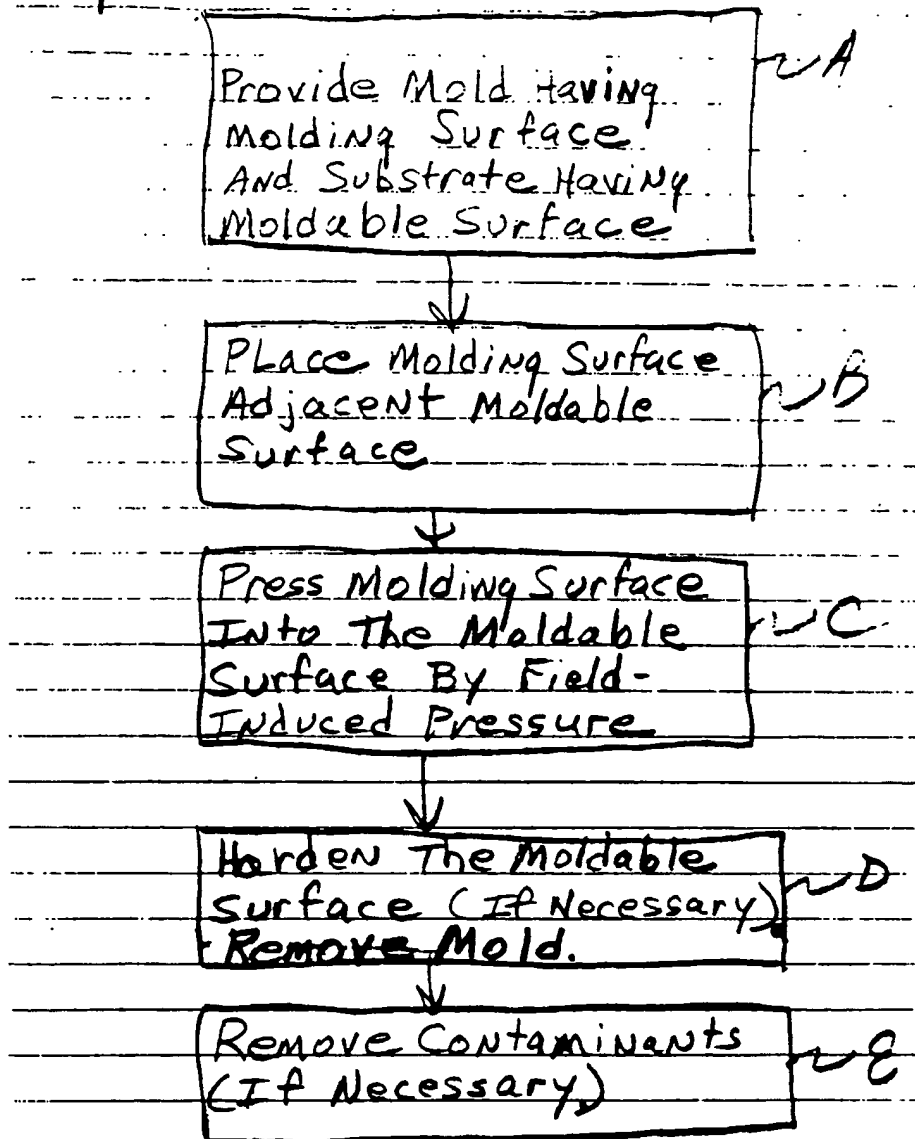 Provide Mold Having
Molding Surface
And Substrate Having
Moldable Surface
A
Place Molding Surface
Adjacent Moldable
Surface
B
Press Molding Surface
Into The Moldable
Surface By Field-
Induced Pressure
C
Harden The Moldable
Surface (If Necessary).
Remove Mold.
D
Remove Contaminants
(If Necessary)
E